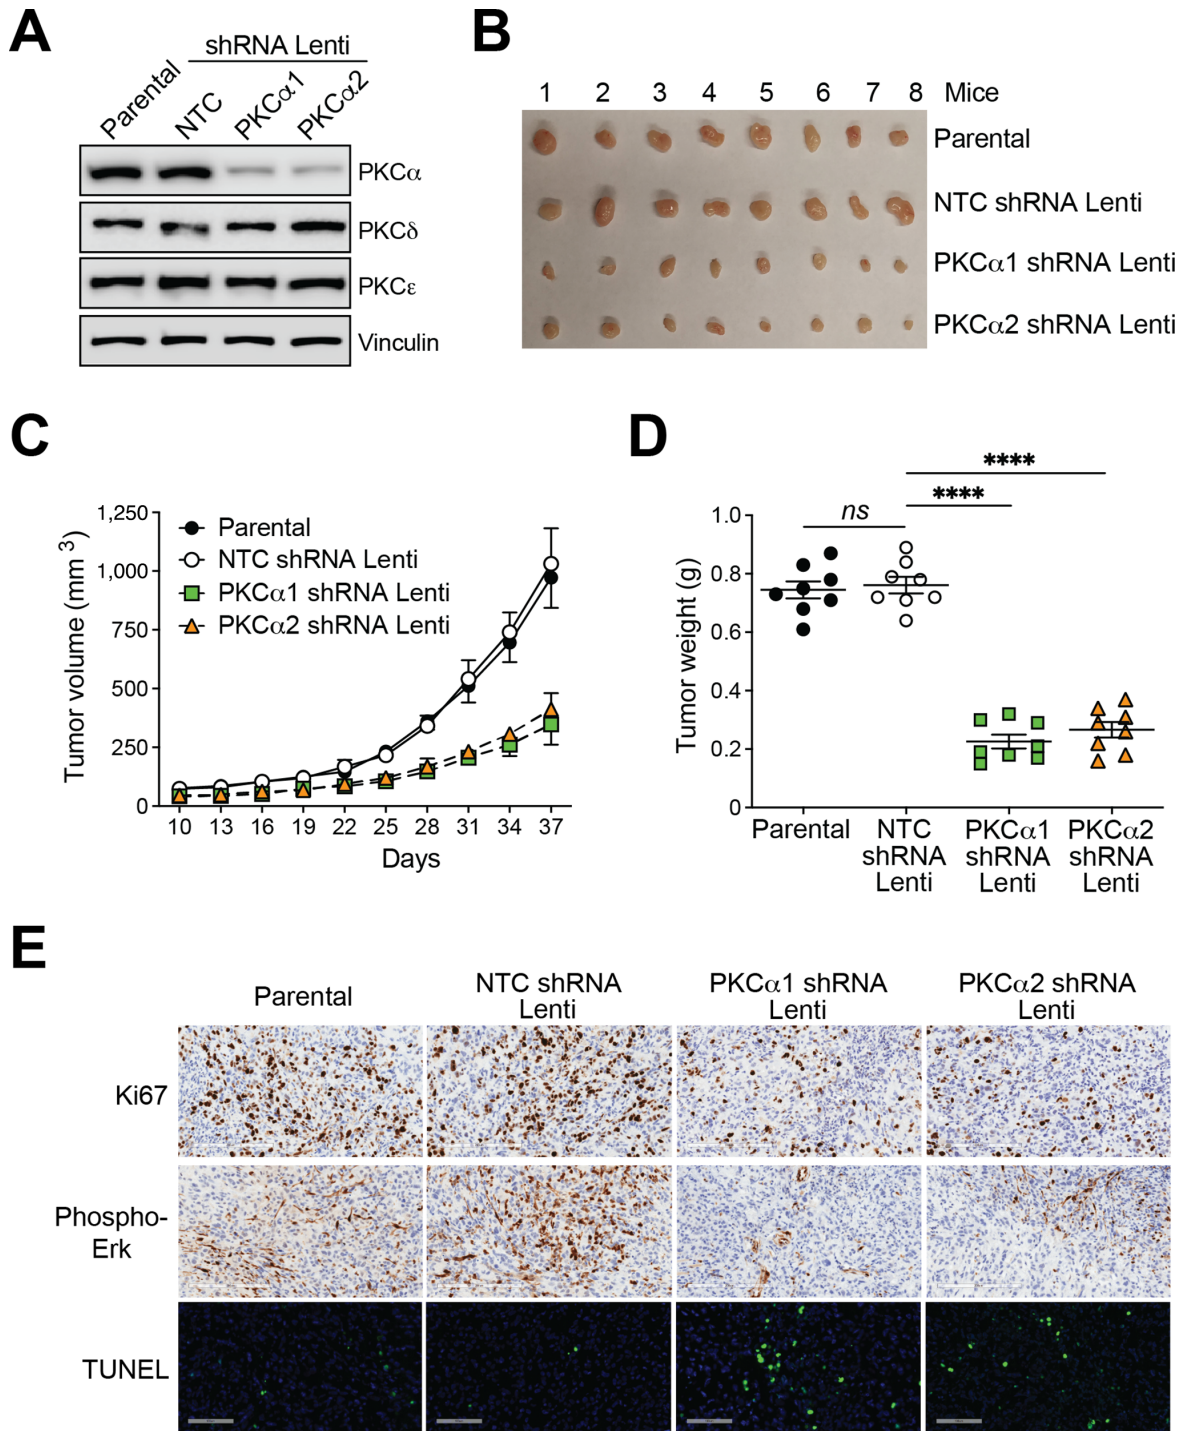 A
shRNA Lenti
Parental
NTC
PKCα1
PKCα2
PKCα
PKCδ
PKCε
Vinculin
B
1 2 3 4 5 6 7 8 Mice
Parental
NTC shRNA Lenti
PKCα1 shRNA Lenti
PKCα2 shRNA Lenti
C
Tumor volume (mm³)
1,250
1,000
750
500
250
0
Parental
NTC shRNA Lenti
PKCα1 shRNA Lenti
PKCα2 shRNA Lenti
10 13 16 19 22 25 28 31 34 37
Days
D
****
****
ns
Tumor weight (g)
1.0
0.8
0.6
0.4
0.2
0
Parental
NTC
shRNA
Lenti
PKCα1
shRNA
Lenti
PKCα2
shRNA
Lenti
E
Parental
NTC shRNA
Lenti
PKCα1 shRNA
Lenti
PKCα2 shRNA
Lenti
Ki67
Phospho-
Erk
TUNEL